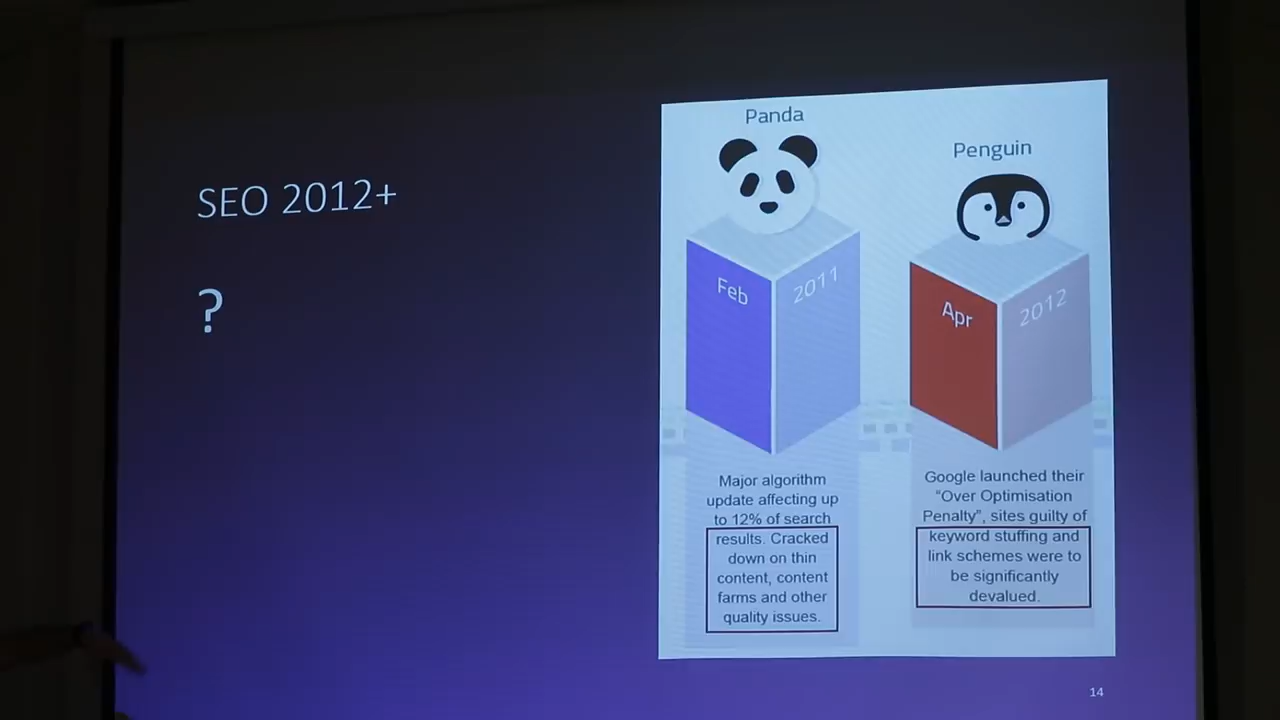 SEO 2012+
?
Panda
Feb
2011
Major algorithm
update affecting up
to 12% of search
results. Cracked
down on thin
content, content
farms and other
quality issues.
Penguin
Apr
2012
Google launched their
“Over Optimisation
Penalty”, sites guilty of
keyword stuffing and
link schemes were to
be significantly
devalued.
14